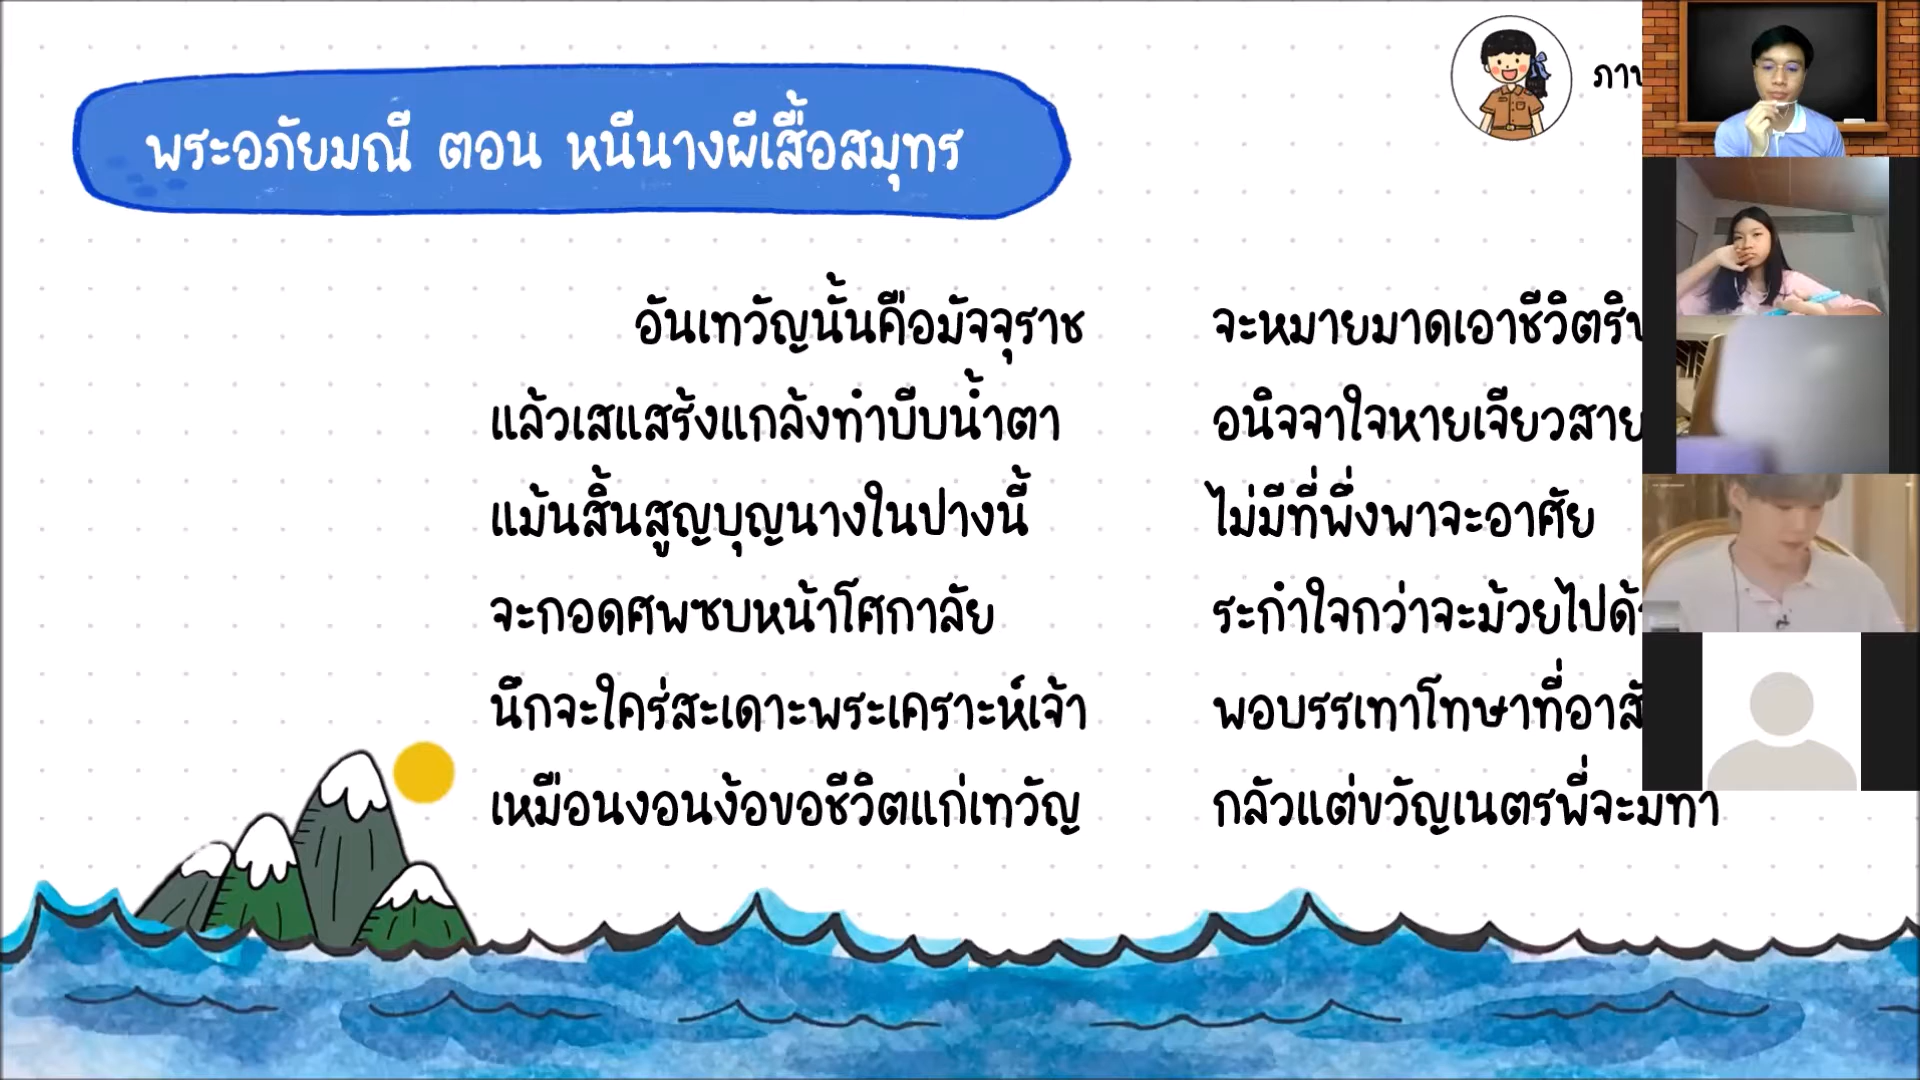 พระอภัยมณี ตอน หนีนางผีเสื้อสมุทร
อันเทวัญนั้นคือมัจจุราช จะหมายมาดเอาชีวิต
แล้วเสแสร้งแกล้งทำบีบน้ำตา อนิจจาใจหายเจียวสาย
แม้นสิ้นสูญบุญนางในปางนี้ ไม่มีที่พึ่งพาจะอาศัย
จะกอดศพซบหน้าโศกาลัย ระกำใจกว่าจะม้วยไปด้
นึกจะใคร่สะเดาะพระเคราะห์เจ้า พอบรรเทาโทษาที่อาสั
เหมือนงอนง้อขอชีวิตแก่เทวัญ กลัวแต่ขวัญเนตรพี่จะมิทำ